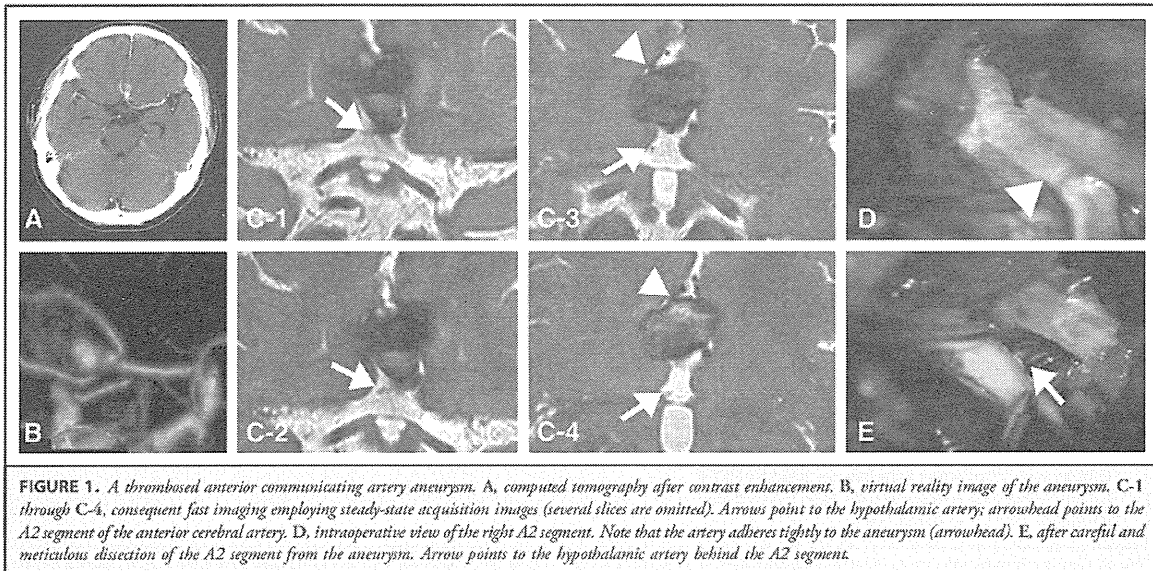 A
C-1
C-3
D
B
C-2
C-4
E
FIGURE 1. A thrombosed anterior communicating artery aneurysm. A, computed tomography after contrast enhancement. B, virtual reality image of the aneurysm. C-1
through C-4, consequent fast imaging employing steady-state acquisition images (several slices are omitted). Arrows point to the hypothalamic artery; arrowhead points to the
A2 segment of the anterior cerebral artery. D, intraoperative view of the right A2 segment. Note that the artery adheres tightly to the aneurysm (arrowhead). E, after careful and
meticulous dissection of the A2 segment from the aneurysm. Arrow points to the hypothalamic artery behind the A2 segment.